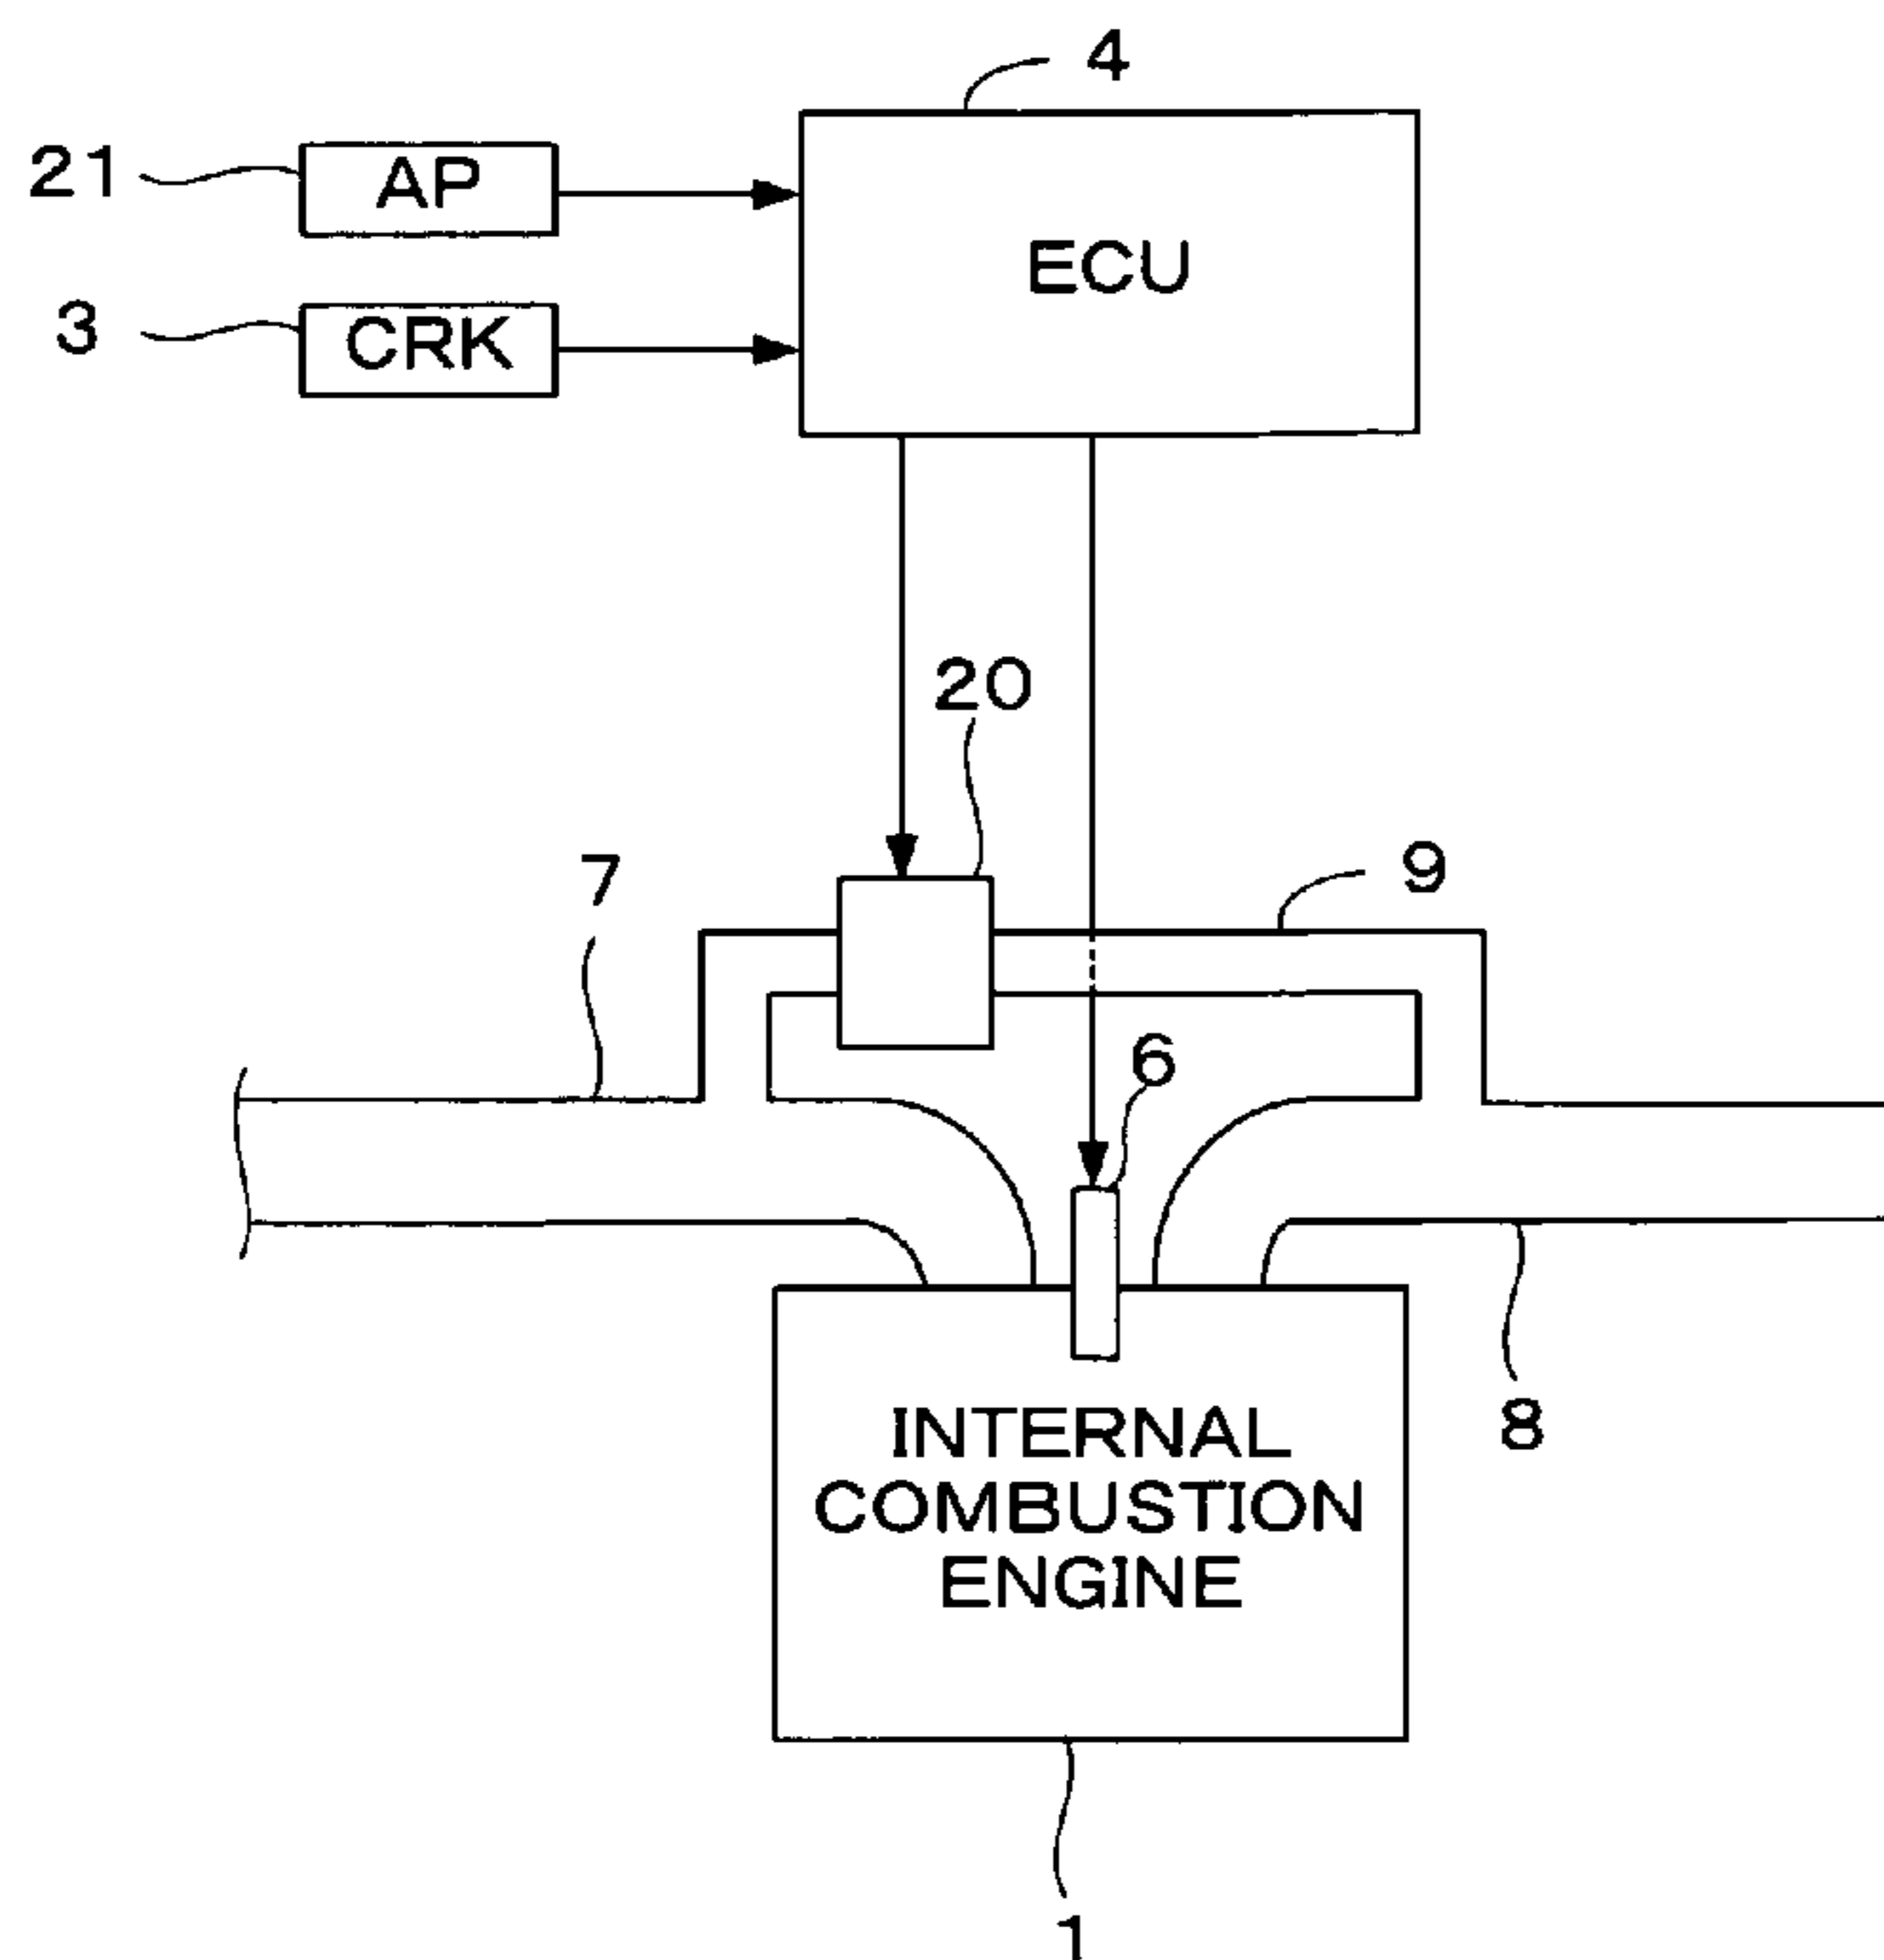 4
21 AP
ECU
3 CRK
20
7
9
6
8
INTERNAL
COMBUSTION
ENGINE
1